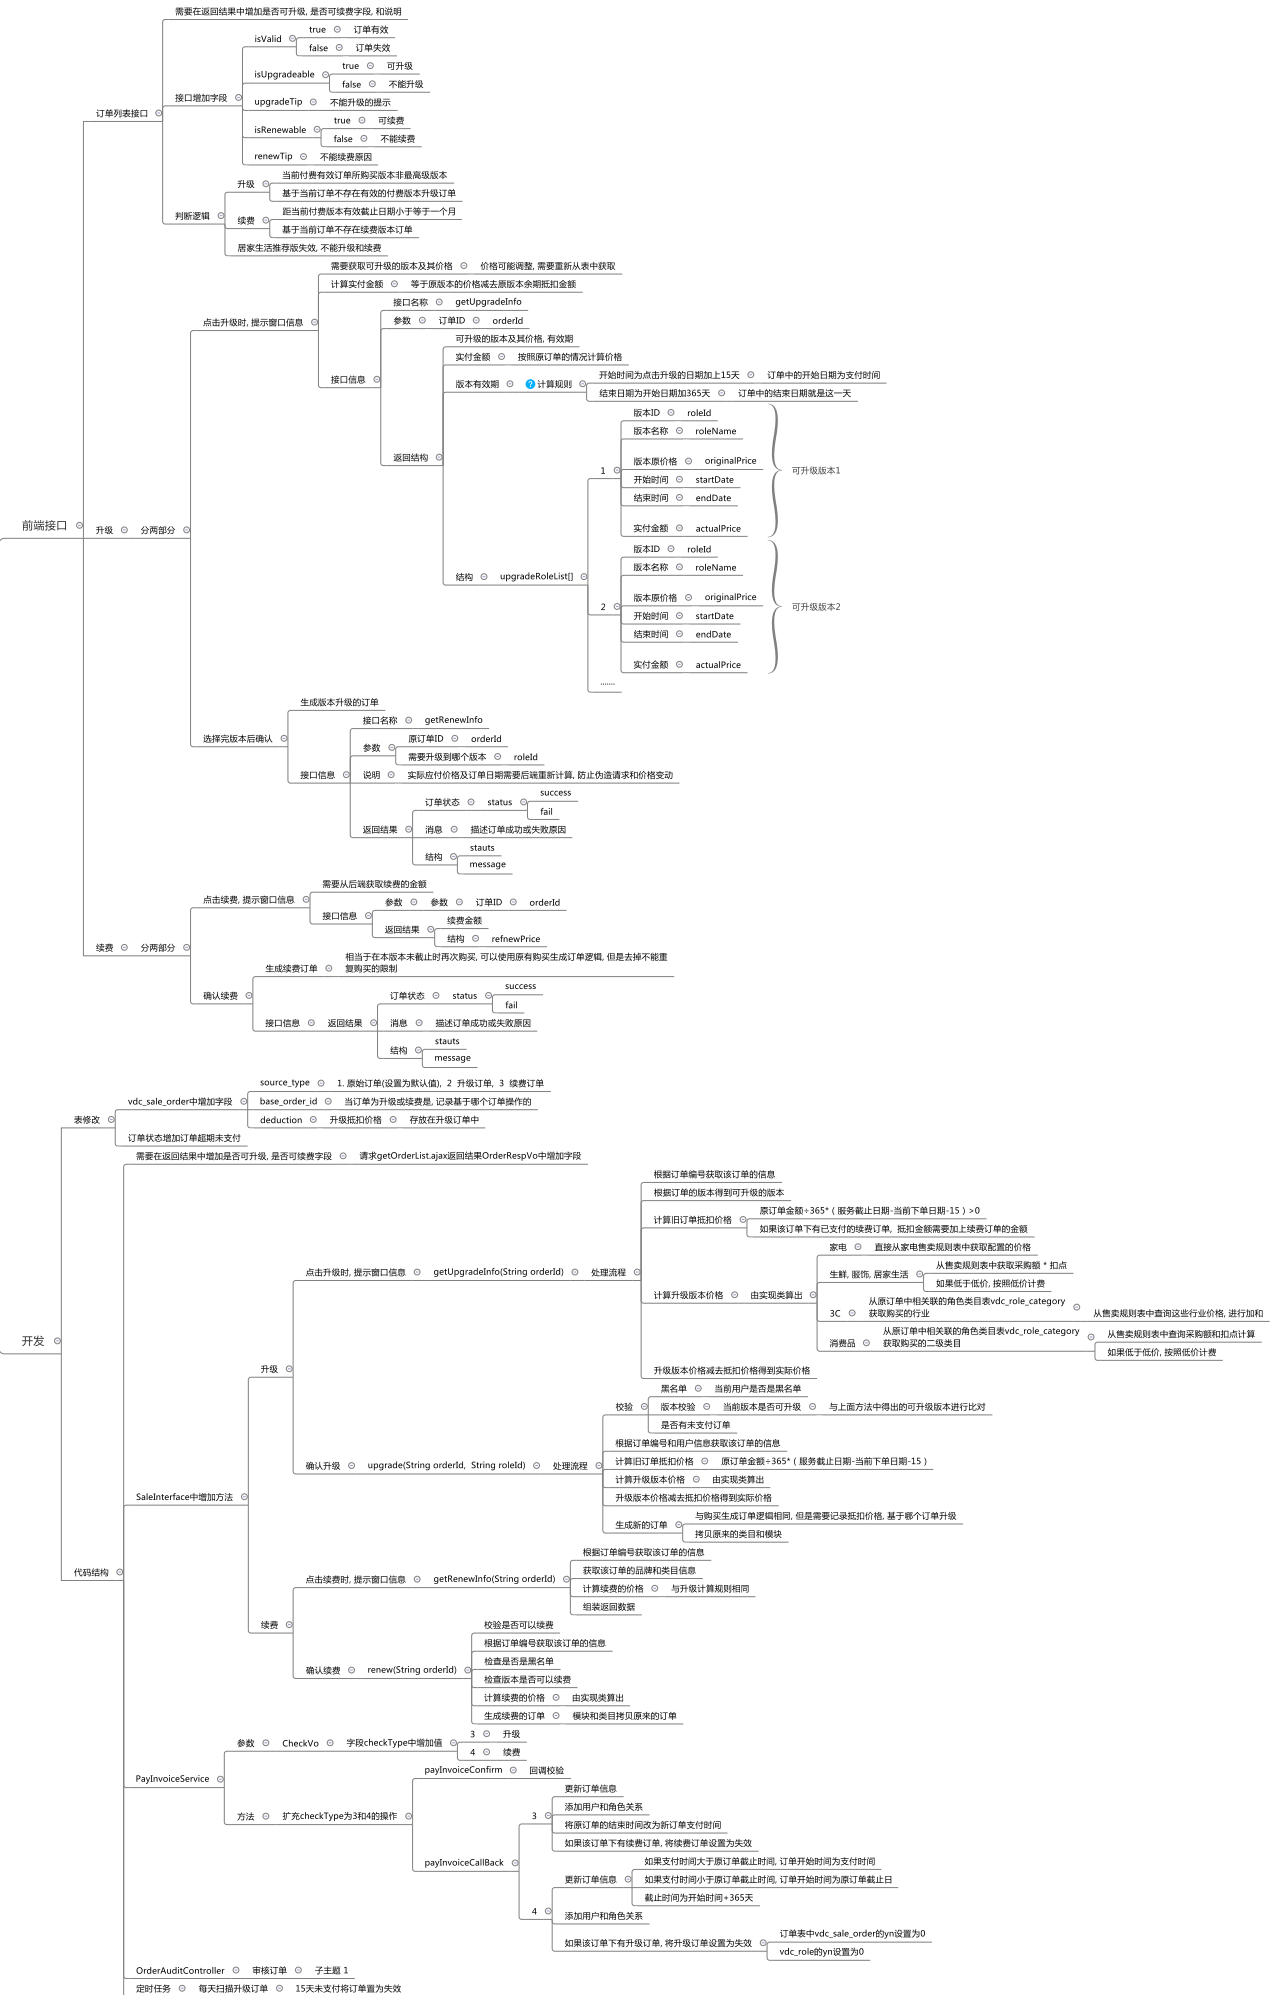 需要在返回结果中增加是否可升级, 是否可续费字段, 和说明
true 订单有效
isValid
false 订单失效
true 可升级
isUpgradeable
false 不能升级
接口增加字段
upgradeTip 不能升级的提示
订单列表接口
true 可续费
isRenewable
false 不能续费
renewTip 不能续费原因
当前付费有效订单所购买版本非最高级版本
升级
基于当前订单不存在有效的付费版本升级订单
距当前付费版本有效截止日期小于等于一个月
判断逻辑
续费
基于当前订单不存在续费版本订单
居家生活推荐版失效, 不能升级和续费
需要获取可升级的版本及其价格 价格可能调整, 需要重新从表中获取
计算实付金额 等于原版本的价格减去原版本余期抵扣金额
接口名称 getUpgradeInfo
点击升级时, 提示窗口信息
参数 订单ID orderId
可升级的版本及其价格, 有效期
实付金额 按照原订单的情况计算价格
开始时间为点击升级的日期加上15天 订单中的开始日期为支付时间
接口信息
版本有效期 ? 计算规则
结束日期为开始日期加365天 订单中的结束日期就是这一天
版本ID roleId
版本名称 roleName
返回结构
版本原价格 originalPrice
1
可升级版本1
开始时间 startDate
结束时间 endDate
前端接口
升级 分两部分
实付金额 actualPrice
版本ID roleId
版本名称 roleName
结构 upgradeRoleList[]
版本原价格 originalPrice
2
可升级版本2
开始时间 startDate
结束时间 endDate
实付金额 actualPrice
.......
生成版本升级的订单
接口名称 getRenewInfo
选择完版本后确认
原订单ID orderId
参数
需要升级到哪个版本 roleId
接口信息
说明 实际应付价格及订单日期需要后端重新计算, 防止伪造请求和价格变动
success
订单状态 status
fail
返回结果
消息 描述订单成功或失败原因
stauts
结构
message
需要从后端获取续费的金额
点击续费, 提示窗口信息
参数 参数 订单ID orderId
接口信息
续费金额
返回结果
结构 refnewPrice
续费 分两部分
相当于在本版本未截止时再次购买, 可以使用原有购买生成订单逻辑, 但是去掉不能重
生成续费订单
复购买的限制
success
确认续费
订单状态 status
fail
接口信息 返回结果
消息 描述订单成功或失败原因
stauts
结构
message
source_type 1. 原始订单(设置为默认值), 2 升级订单, 3 续费订单
vdc_sale_order中增加字段
base_order_id 当订单为升级或续费是, 记录基于哪个订单操作的
表修改
deduction 升级抵扣价格 存放在升级订单中
订单状态增加订单超期未支付
需要在返回结果中增加是否可升级, 是否可续费字段 请求getOrderList.ajax返回结果OrderRespVo中增加字段
根据订单编号获取该订单的信息
根据订单的版本得到可升级的版本
原订单金额÷365* ( 服务截止日期-当前下单日期-15 ) >0
计算旧订单抵扣价格
如果该订单下有已支付的续费订单, 抵扣金额需要加上续费订单的金额
家电 直接从家电售卖规则表中获取配置的价格
从售卖规则表中获取采购额 * 扣点
点击升级时, 提示窗口信息 getUpgradeInfo(String orderId) 处理流程
生鲜, 服饰, 居家生活
如果低于低价, 按照低价计费
计算升级版本价格 由实现类算出
从原订单中相关联的角色类目表vdc_role_category
3C
获取购买的行业
从售卖规则表中查询这些行业价格, 进行加和
从原订单中相关联的角色类目表vdc_role_category
从售卖规则表中查询采购额和扣点计算
消费品
获取购买的二级类目
如果低于低价, 按照低价计费
开发
升级
升级版本价格减去抵扣价格得到实际价格
黑名单 当前用户是否是黑名单
校验
版本校验 当前版本是否可升级 与上面方法中得出的可升级版本进行比对
是否有未支付订单
根据订单编号和用户信息获取该订单的信息
确认升级 upgrade(String orderId, String roleId) 处理流程
计算旧订单抵扣价格 原订单金额÷365* ( 服务截止日期-当前下单日期-15 )
计算升级版本价格 由实现类算出
升级版本价格减去抵扣价格得到实际价格
SaleInterface中增加方法
与购买生成订单逻辑相同, 但是需要记录抵扣价格, 基于哪个订单升级
生成新的订单
拷贝原来的类目和模块
根据订单编号获取该订单的信息
代码结构
获取该订单的品牌和类目信息
点击续费时, 提示窗口信息 getRenewInfo(String orderId)
计算续费的价格 与升级计算规则相同
组装返回数据
续费
校验是否可以续费
根据订单编号获取该订单的信息
检查是否是黑名单
确认续费 renew(String orderId)
检查版本是否可以续费
计算续费的价格 由实现类算出
生成续费的订单 模块和类目拷贝原来的订单
3 升级
参数 CheckVo 字段checkType中增加值
4 续费
PayInvoiceService
payInvoiceConfirm 回调校验
更新订单信息
添加用户和角色关系
方法 扩充checkType为3和4的操作
3
将原订单的结束时间改为新订单支付时间
如果该订单下有续费订单, 将续费订单设置为失效
payInvoiceCallBack
如果支付时间大于原订单截止时间, 订单开始时间为支付时间
更新订单信息
如果支付时间小于原订单截止时间, 订单开始时间为原订单截止日
截止时间为开始时间+365天
4
添加用户和角色关系
订单表中vdc_sale_order的yn设置为0
如果该订单下有升级订单, 将升级订单设置为失效
vdc_role的yn设置为0
OrderAuditController 审核订单 子主题 1
定时任务 每天扫描升级订单 15天未支付将订单置为失效